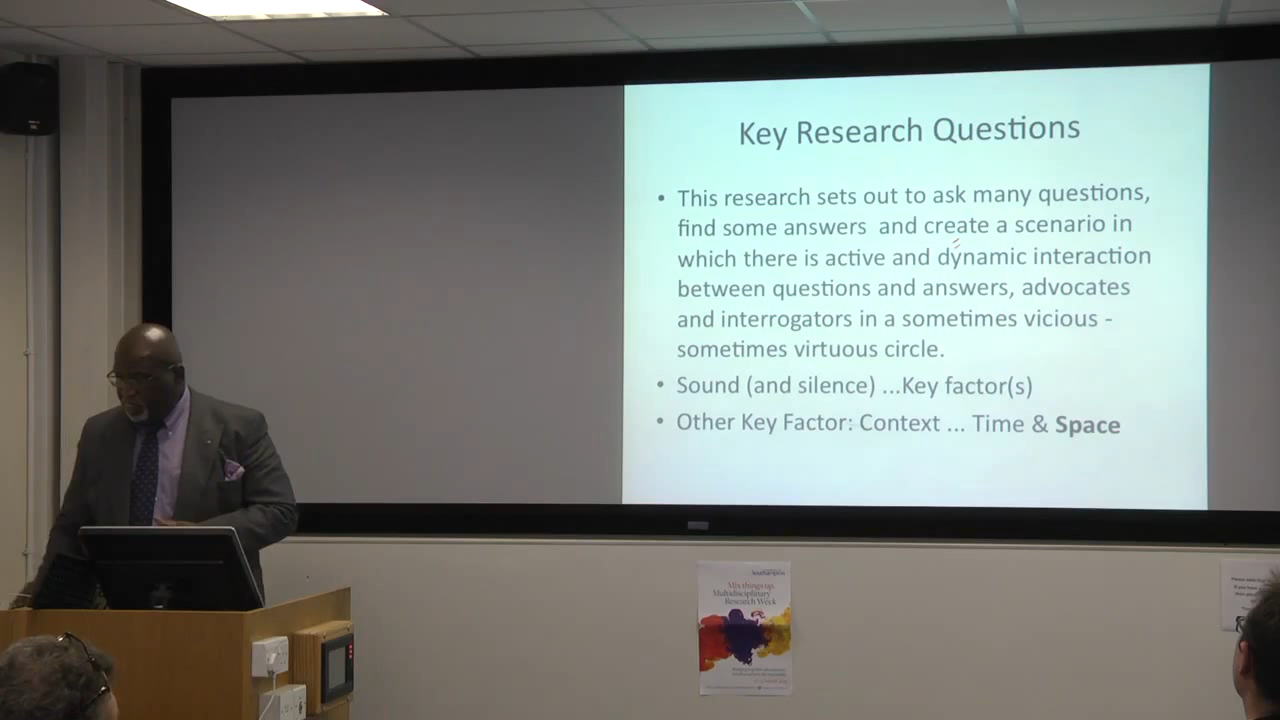 Key Research Questions
• This research sets out to ask many questions,
find some answers and create a scenario in
which there is active and dynamic interaction
between questions and answers, advocates
and interrogators in a sometimes vicious -
sometimes virtuous circle.
• Sound (and silence) ...Key factor(s)
• Other Key Factor: Context ... Time & Space
Southampton
Mix things up.
Multidisciplinary
Research Week